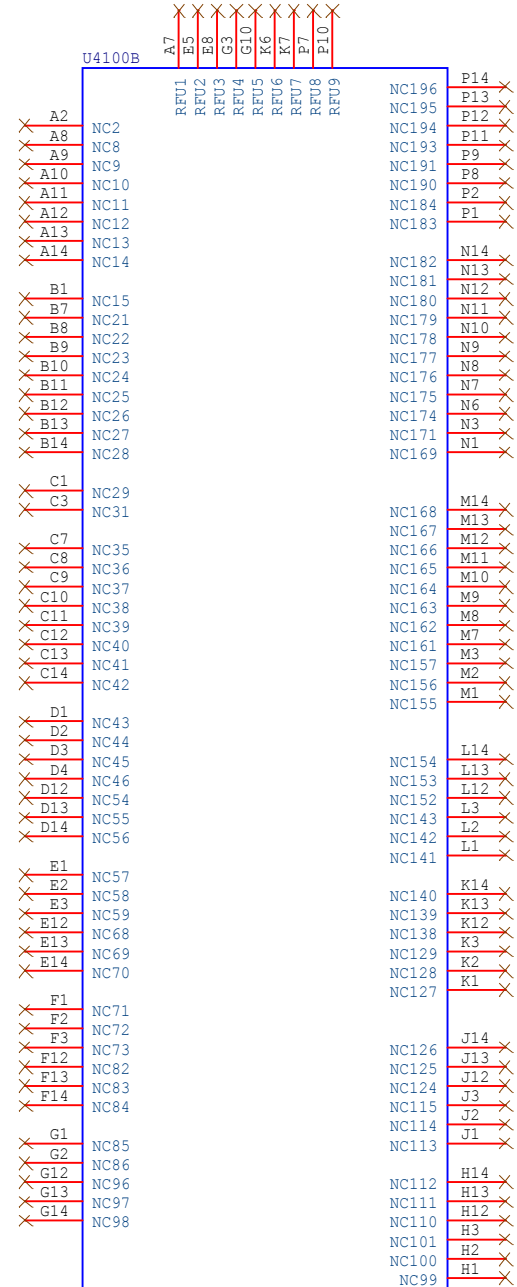 U4100B
A7 E5 E8 G3 G10 K6 K7 P7 P10
RFU1 RFU2 RFU3 RFU4 RFU5 RFU6 RFU7 RFU8 RFU9
A2 NC2
A8 NC8
A9 NC9
A10 NC10
A11 NC11
A12 NC12
A13 NC13
A14 NC14
B1 NC15
B7 NC21
B8 NC22
B9 NC23
B10 NC24
B11 NC25
B12 NC26
B13 NC27
B14 NC28
C1 NC29
C3 NC31
C7 NC35
C8 NC36
C9 NC37
C10 NC38
C11 NC39
C12 NC40
C13 NC41
C14 NC42
D1 NC43
D2 NC44
D3 NC45
D4 NC46
D12 NC54
D13 NC55
D14 NC56
E1 NC57
E2 NC58
E3 NC59
E12 NC68
E13 NC69
E14 NC70
F1 NC71
F2 NC72
F3 NC73
F12 NC82
F13 NC83
F14 NC84
G1 NC85
G2 NC86
G12 NC96
G13 NC97
G14 NC98
NC196 P14
NC195 P13
NC194 P12
NC193 P11
NC191 P9
NC190 P8
NC184 P2
NC183 P1
NC182 N14
NC181 N13
NC180 N12
NC179 N11
NC178 N10
NC177 N9
NC176 N8
NC175 N7
NC174 N6
NC171 N3
NC169 N1
NC168 M14
NC167 M13
NC166 M12
NC165 M11
NC164 M10
NC163 M9
NC162 M8
NC161 M7
NC157 M3
NC156 M2
NC155 M1
NC154 L14
NC153 L13
NC152 L12
NC143 L3
NC142 L2
NC141 L1
NC140 K14
NC139 K13
NC138 K12
NC129 K3
NC128 K2
NC127 K1
NC126 J14
NC125 J13
NC124 J12
NC115 J3
NC114 J2
NC113 J1
NC112 H14
NC111 H13
NC110 H12
NC101 H3
NC100 H2
NC99 H1